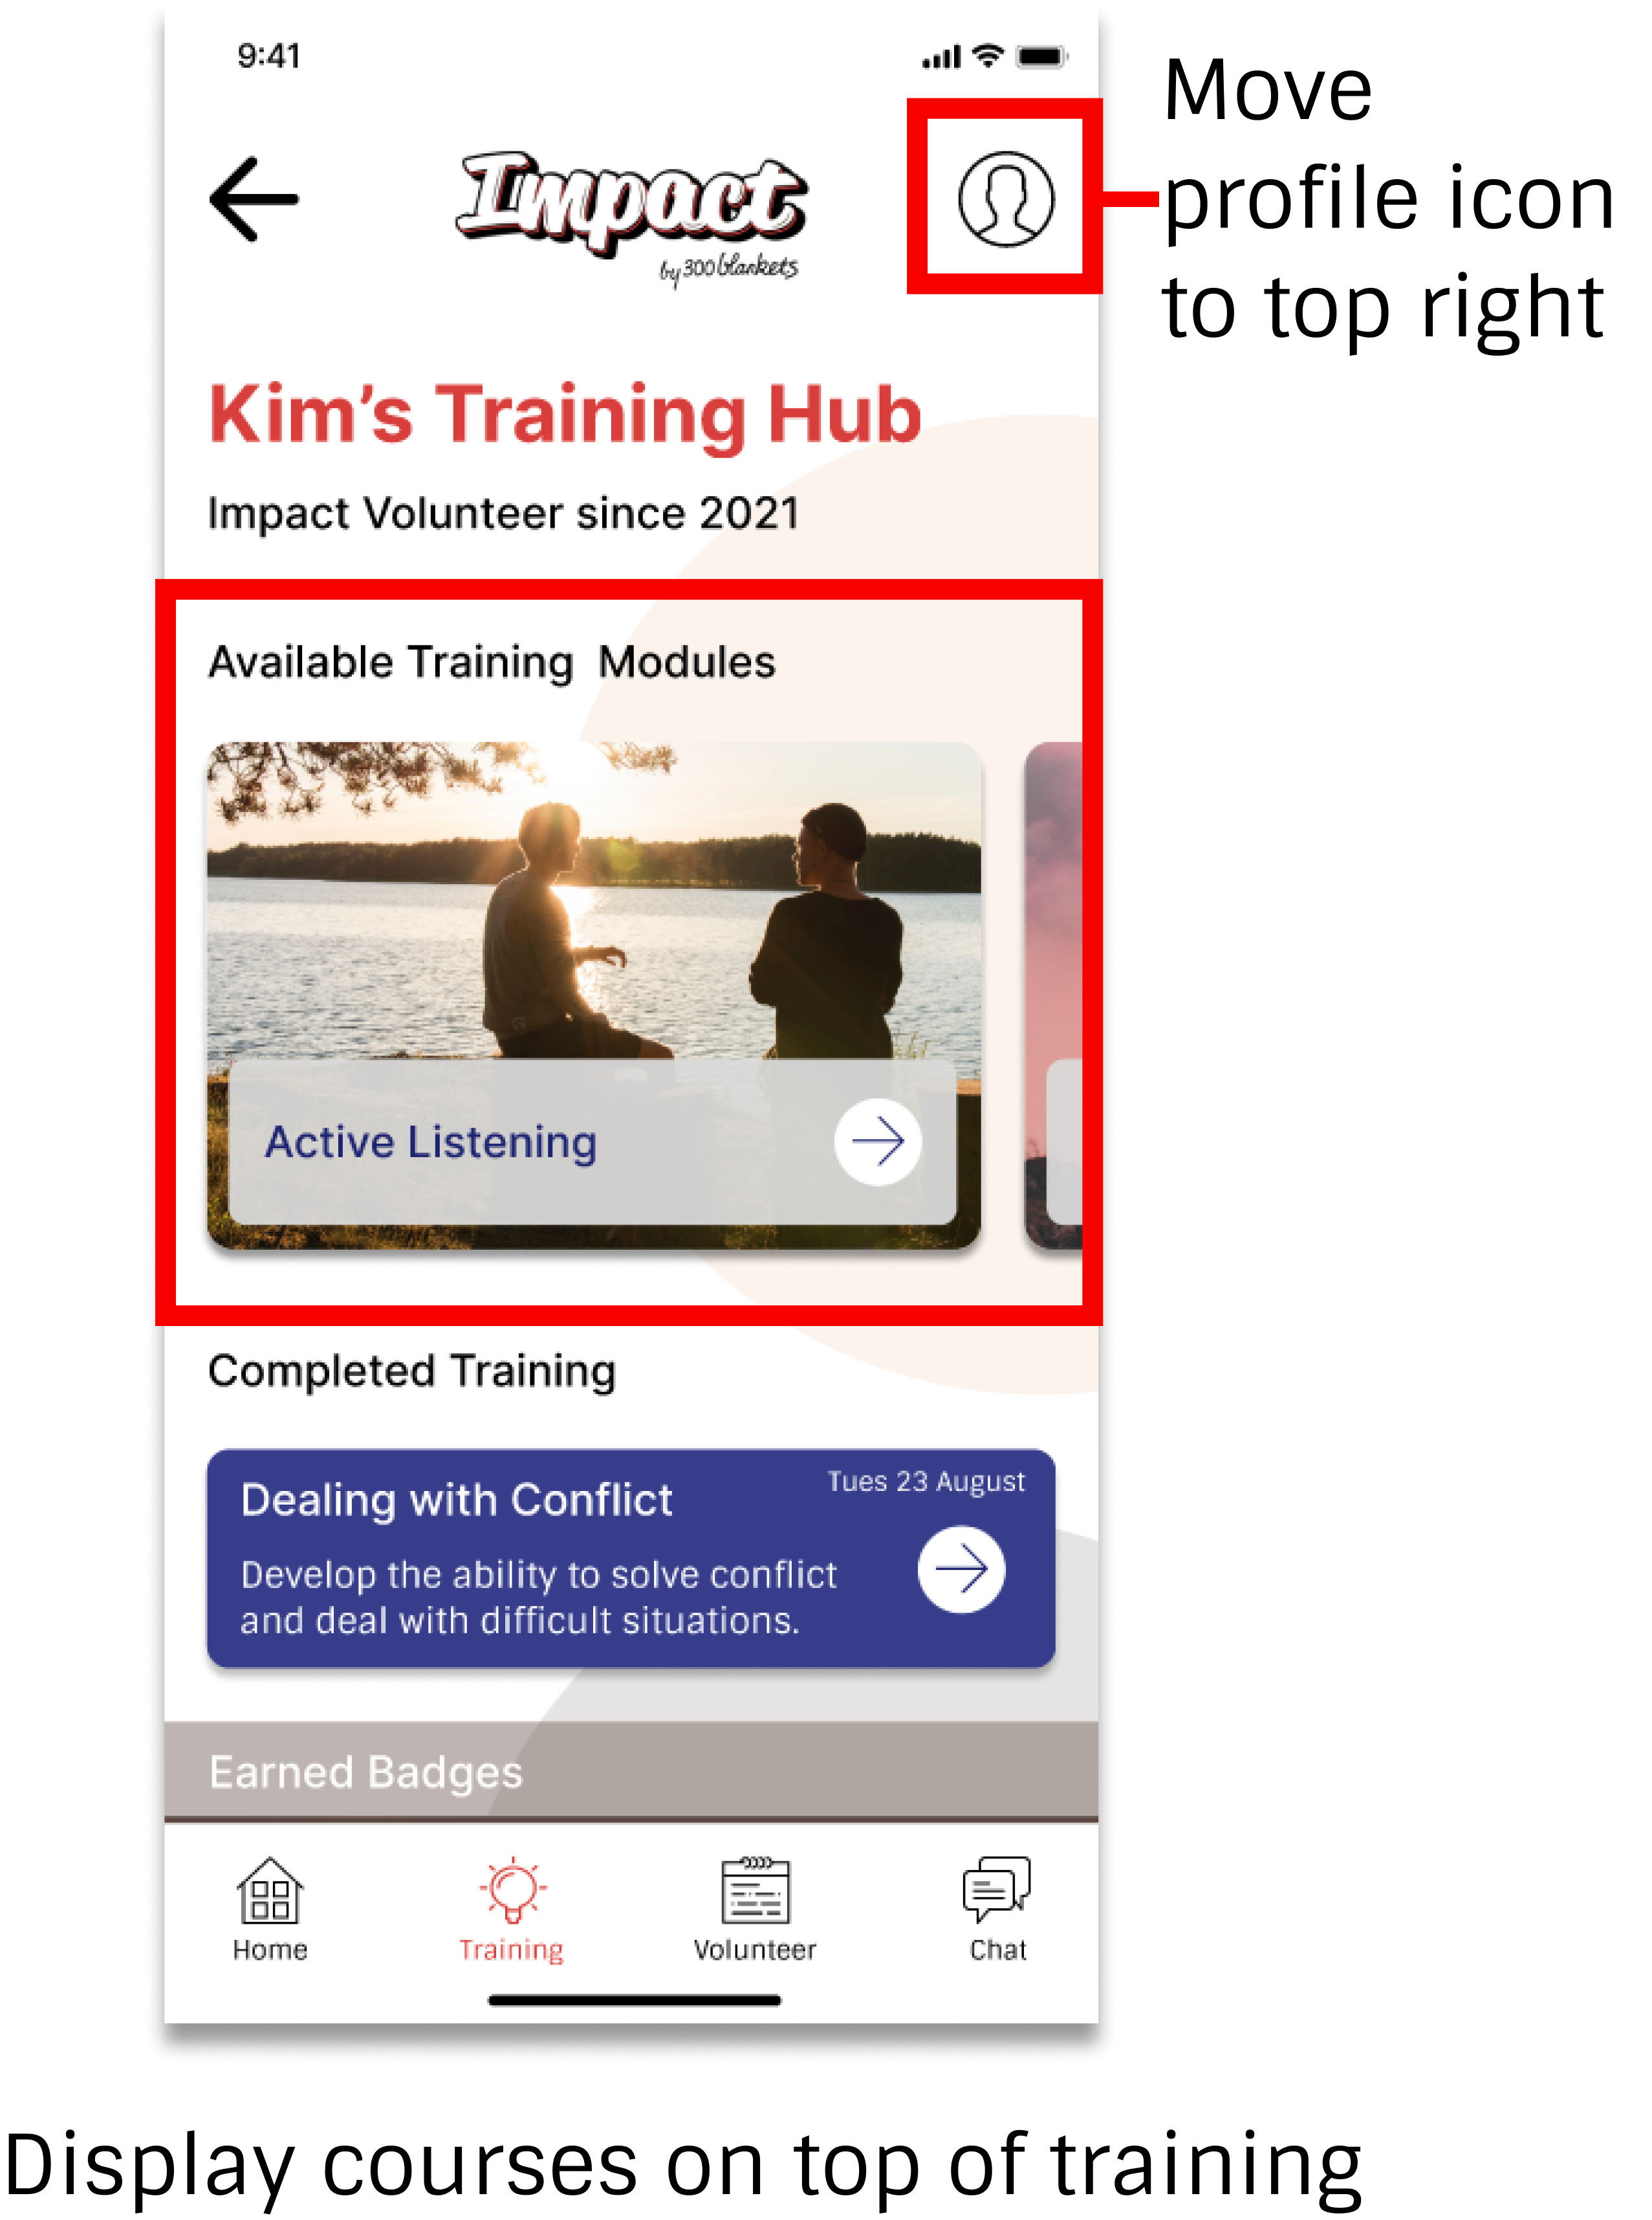 9:41
Move
profile icon
to top right
Impact
by 300 blankets
Kim's Training Hub
Impact Volunteer since 2021
Available Training  Modules
Active Listening
Completed Training
Dealing with Conflict
Tues 23 August
Develop the ability to solve conflict
and deal with difficult situations.
Earned Badges
Home
Training
Volunteer
Chat
Display courses on top of training